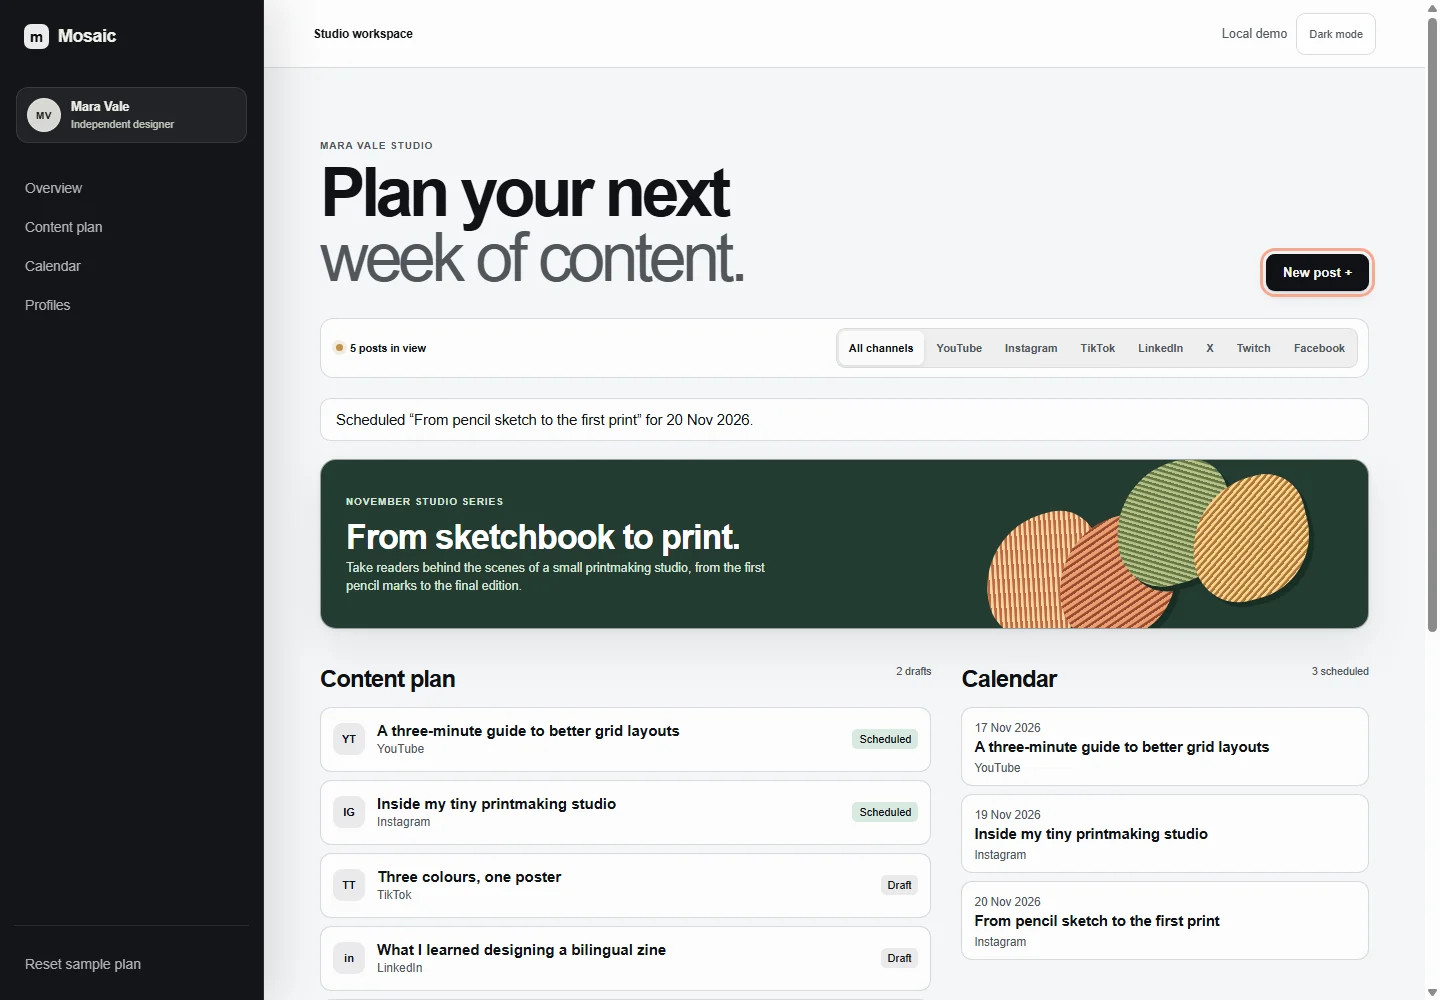 m Mosaic
MV
Mara Vale
Independent designer
Overview
Content plan
Calendar
Profiles
Reset sample plan
Studio workspace
Local demo
Dark mode
MARA VALE STUDIO
Plan your next
week of content.
New post +
5 posts in view
All channels
YouTube
Instagram
TikTok
LinkedIn
X
Twitch
Facebook
Scheduled “From pencil sketch to the first print” for 20 Nov 2026.
NOVEMBER STUDIO SERIES
From sketchbook to print.
Take readers behind the scenes of a small printmaking studio, from the first
pencil marks to the final edition.
Content plan
2 drafts
YT
A three-minute guide to better grid layouts
YouTube
Scheduled
IG
Inside my tiny printmaking studio
Instagram
Scheduled
TT
Three colours, one poster
TikTok
Draft
in
What I learned designing a bilingual zine
LinkedIn
Draft
Calendar
3 scheduled
17 Nov 2026
A three-minute guide to better grid layouts
YouTube
19 Nov 2026
Inside my tiny printmaking studio
Instagram
20 Nov 2026
From pencil sketch to the first print
Instagram